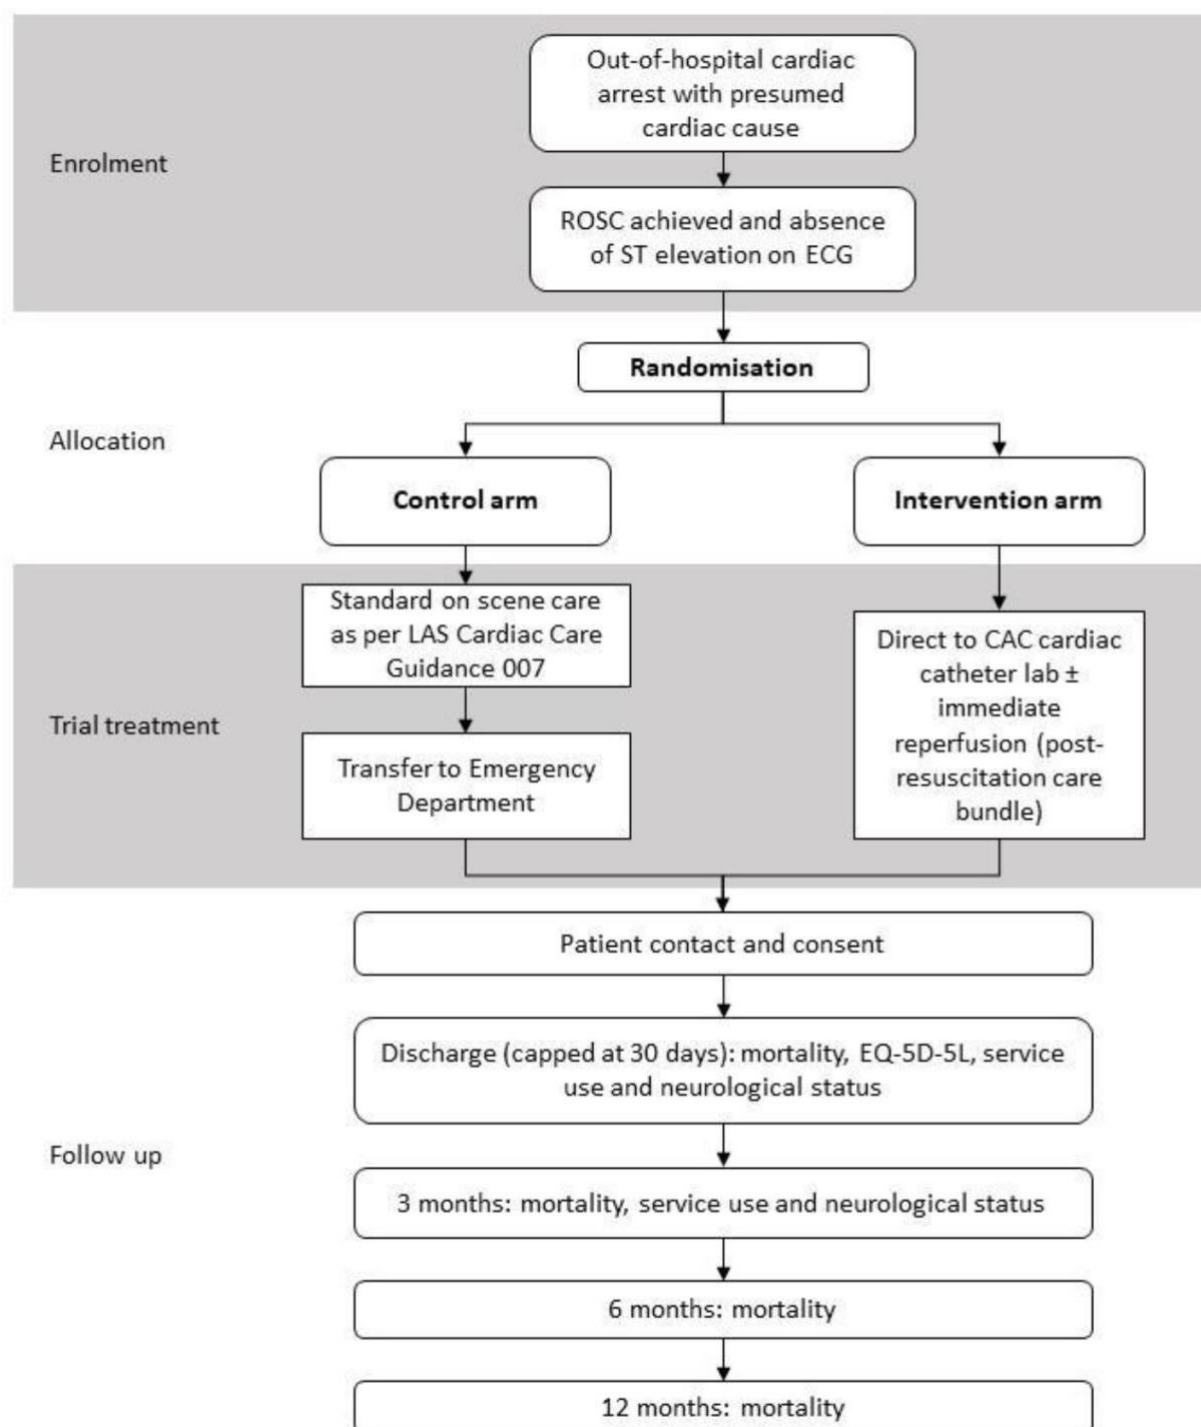 Out-of-hospital cardiac
arrest with presumed
cardiac cause
Enrolment
ROSC achieved and absence
of ST elevation on ECG
Randomisation
Allocation
Control arm
Intervention arm
Standard on scene care
as per LAS Cardiac Care
Guidance 007
Direct to CAC cardiac
catheter lab ±
immediate
reperfusion (post-
resuscitation care
bundle)
Trial treatment
Transfer to Emergency
Department
Patient contact and consent
Discharge (capped at 30 days): mortality, EQ-5D-5L, service
use and neurological status
Follow up
3 months: mortality, service use and neurological status
6 months: mortality
12 months: mortality